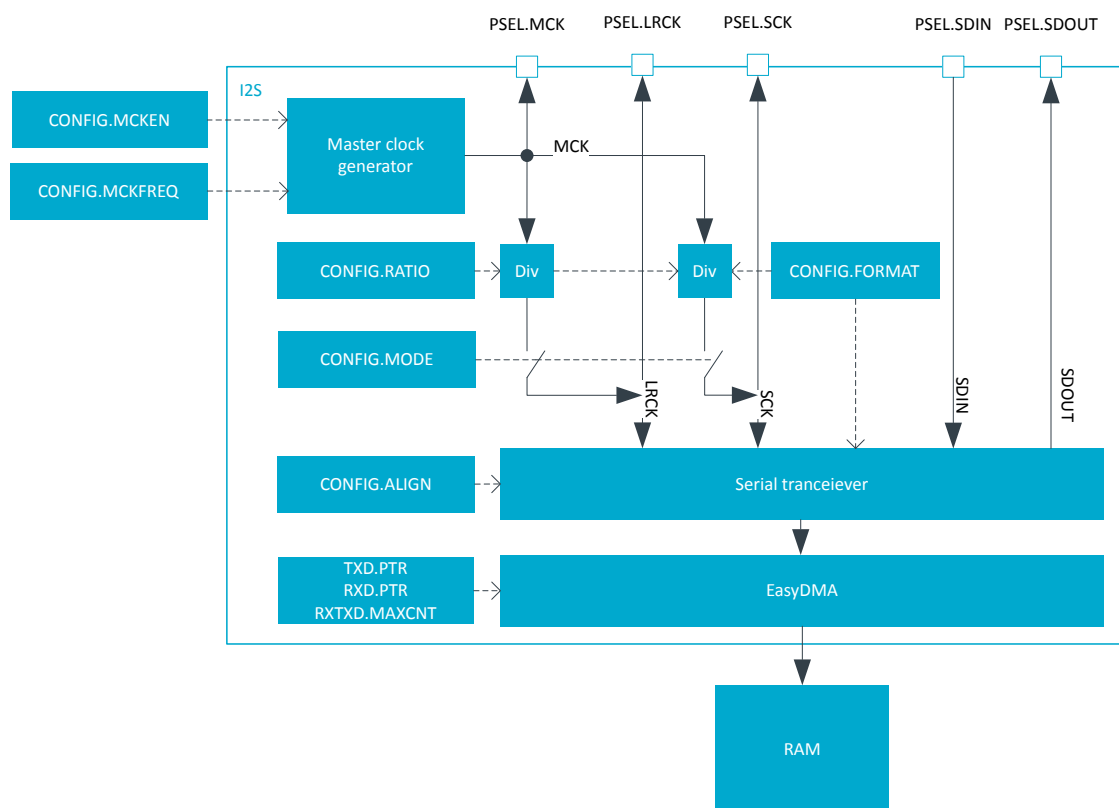 PSEL.MCK
PSEL.LRCK
PSEL.SCK
PSEL.SDIN
PSEL.SDOUT
I2S
CONFIG.MCKEN
Master clock
generator
MCK
CONFIG.MCKFREQ
CONFIG.RATIO
Div
Div
CONFIG.FORMAT
CONFIG.MODE
LRCK
SCK
SDIN
SDOUT
CONFIG.ALIGN
Serial tranceiever
TXD.PTR
RXD.PTR
RXTXD.MAXCNT
EasyDMA
RAM